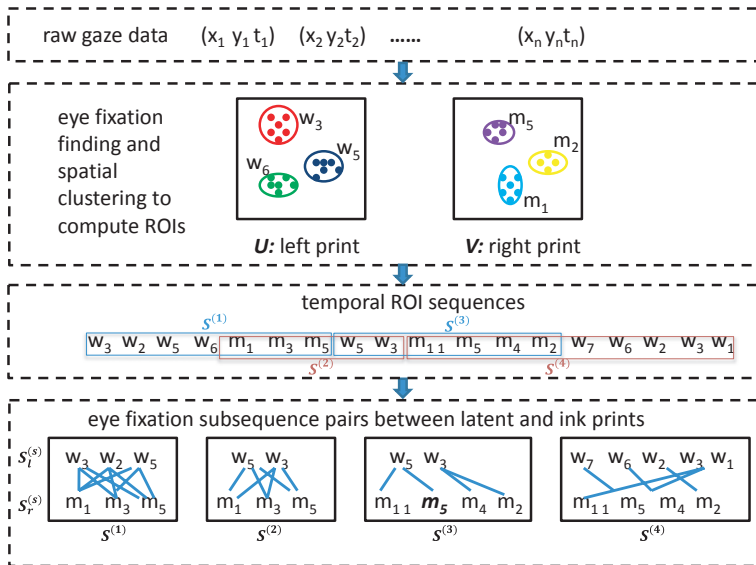 raw gaze data (x₁ y₁ t₁) (x₂ y₂t₂) ...... (xₙ yₙtₙ)
eye fixation
finding and
spatial
clustering to
compute ROIs
w₃
w₅
w₆
m₅
m₂
m₁
U: left print V: right print
temporal ROI sequences
S⁽¹⁾ S⁽³⁾
w₃ w₂ w₅ w₆ m₁ m₃ m₅ w₅ w₃ m₁₁ m₅ m₄ m₂ w₇ w₆ w₂ w₃ w₁
S⁽²⁾ S⁽⁴⁾
eye fixation subsequence pairs between latent and ink prints
Sₗ⁽ˢ⁾ w₃ w₂ w₅ w₅ w₃ w₅ w₃ w₇ w₆ w₂ w₃ w₁
Sᵣ⁽ˢ⁾ m₁ m₃ m₅ m₁ m₃ m₅ m₁₁ m₅ m₄ m₂ m₁₁ m₅ m₄ m₂
S⁽¹⁾ S⁽²⁾ S⁽³⁾ S⁽⁴⁾